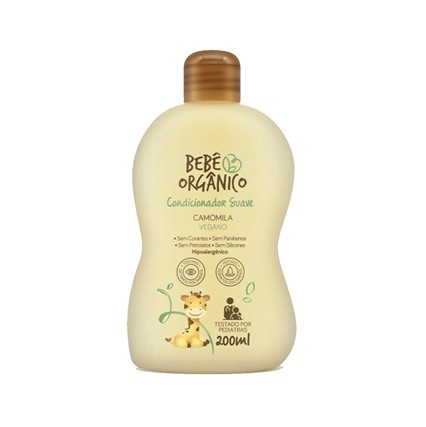 BEBÊ
ORGÂNICO
Condicionador Suave
CAMOMILA
VEGANO
• Sem Corantes • Sem Parabenos
• Sem Petrolatos • Sem Silicones
Hipoalergênico
TESTADO POR
PEDIATRAS
200ml